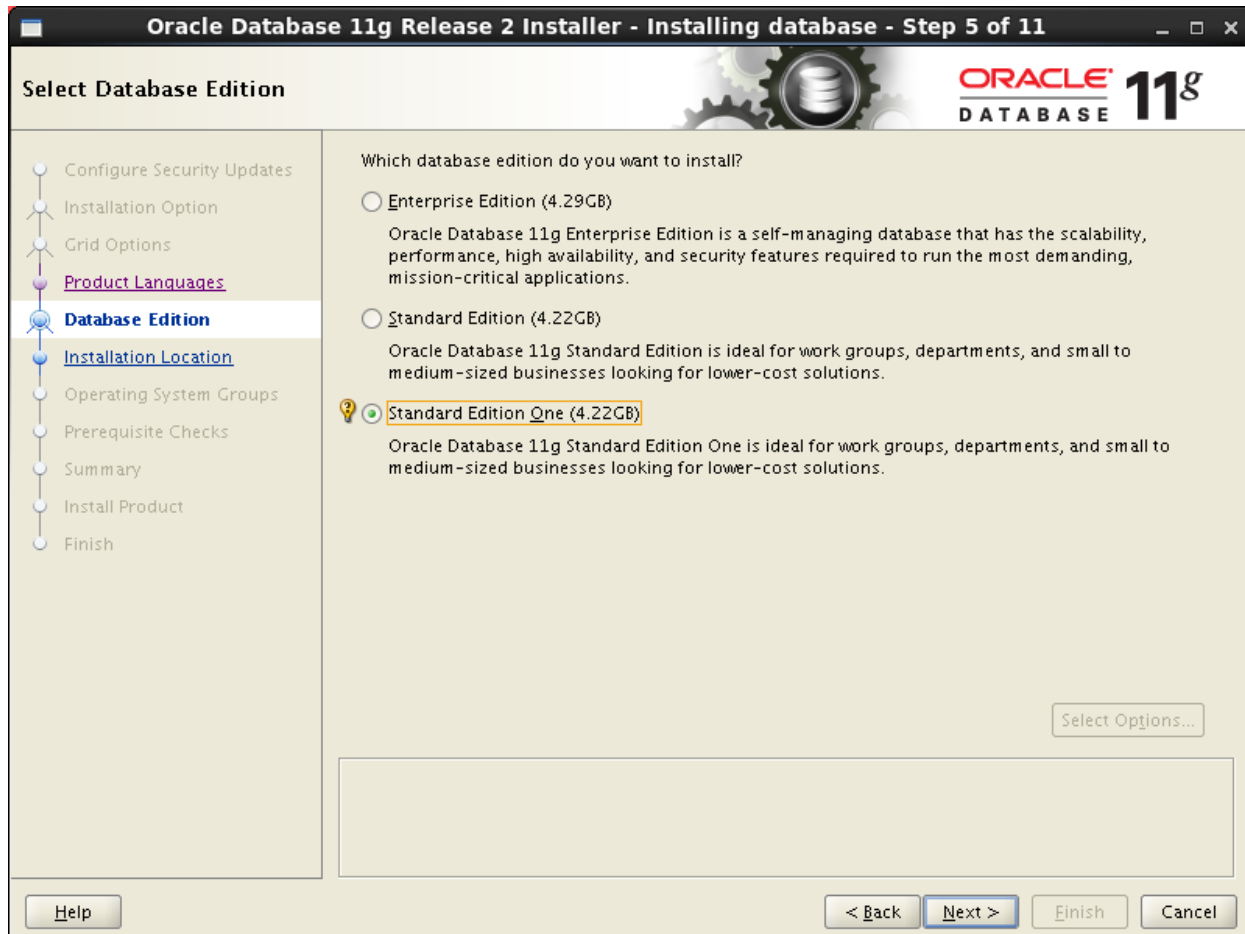 Oracle Database 11g Release 2 Installer - Installing database - Step 5 of 11
Select Database Edition
ORACLE
DATABASE
11g
Configure Security Updates
Installation Option
Grid Options
Product Languages
Database Edition
Installation Location
Operating System Groups
Prerequisite Checks
Summary
Install Product
Finish
Which database edition do you want to install?
Enterprise Edition (4.29GB)
Oracle Database 11g Enterprise Edition is a self-managing database that has the scalability,
performance, high availability, and security features required to run the most demanding,
mission-critical applications.
Standard Edition (4.22GB)
Oracle Database 11g Standard Edition is ideal for work groups, departments, and small to
medium-sized businesses looking for lower-cost solutions.
Standard Edition One (4.22GB)
Oracle Database 11g Standard Edition One is ideal for work groups, departments, and small to
medium-sized businesses looking for lower-cost solutions.
Select Options...
Help
< Back
Next >
Finish
Cancel